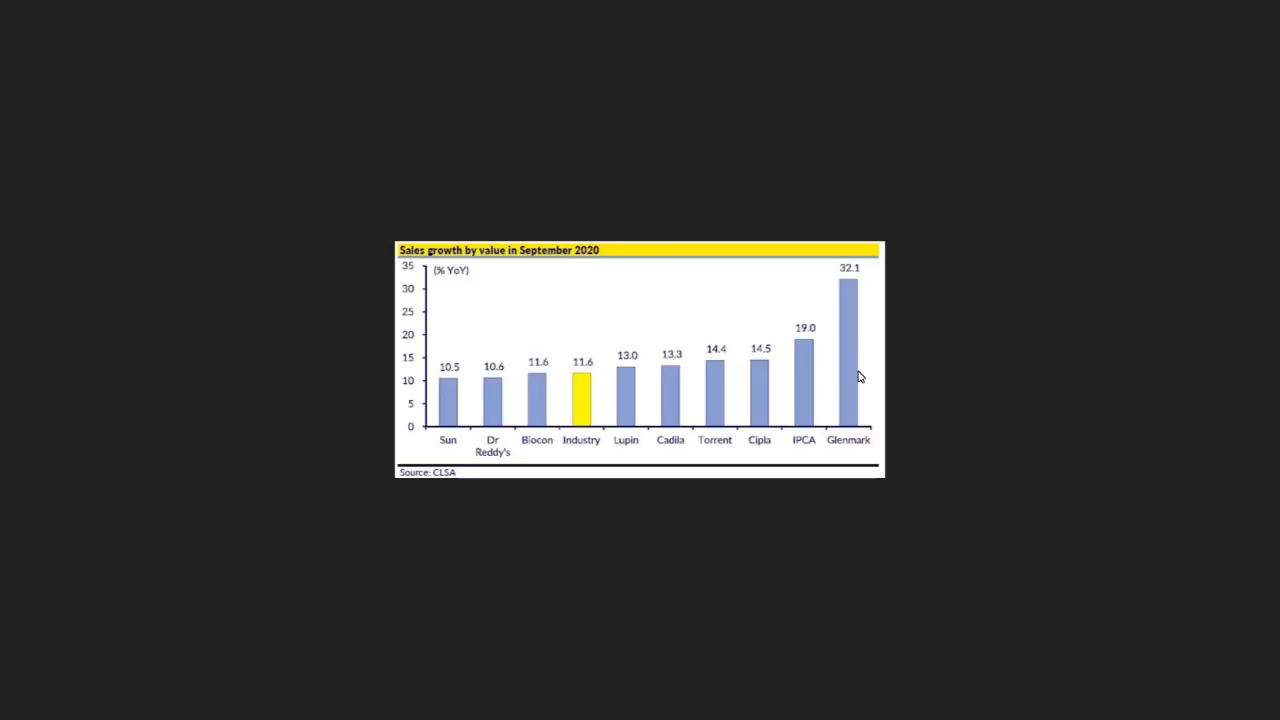 Sales growth by value in September 2020
35 (% YoY) 32.1
30
25
20 19.0
15 10.5 10.6 11.6 11.6 13.0 13.3 14.4 14.5
10
5
0
Sun Dr Reddy's Biocon Industry Lupin Cadila Torrent Cipla IPCA Glenmark
Source: CLSA